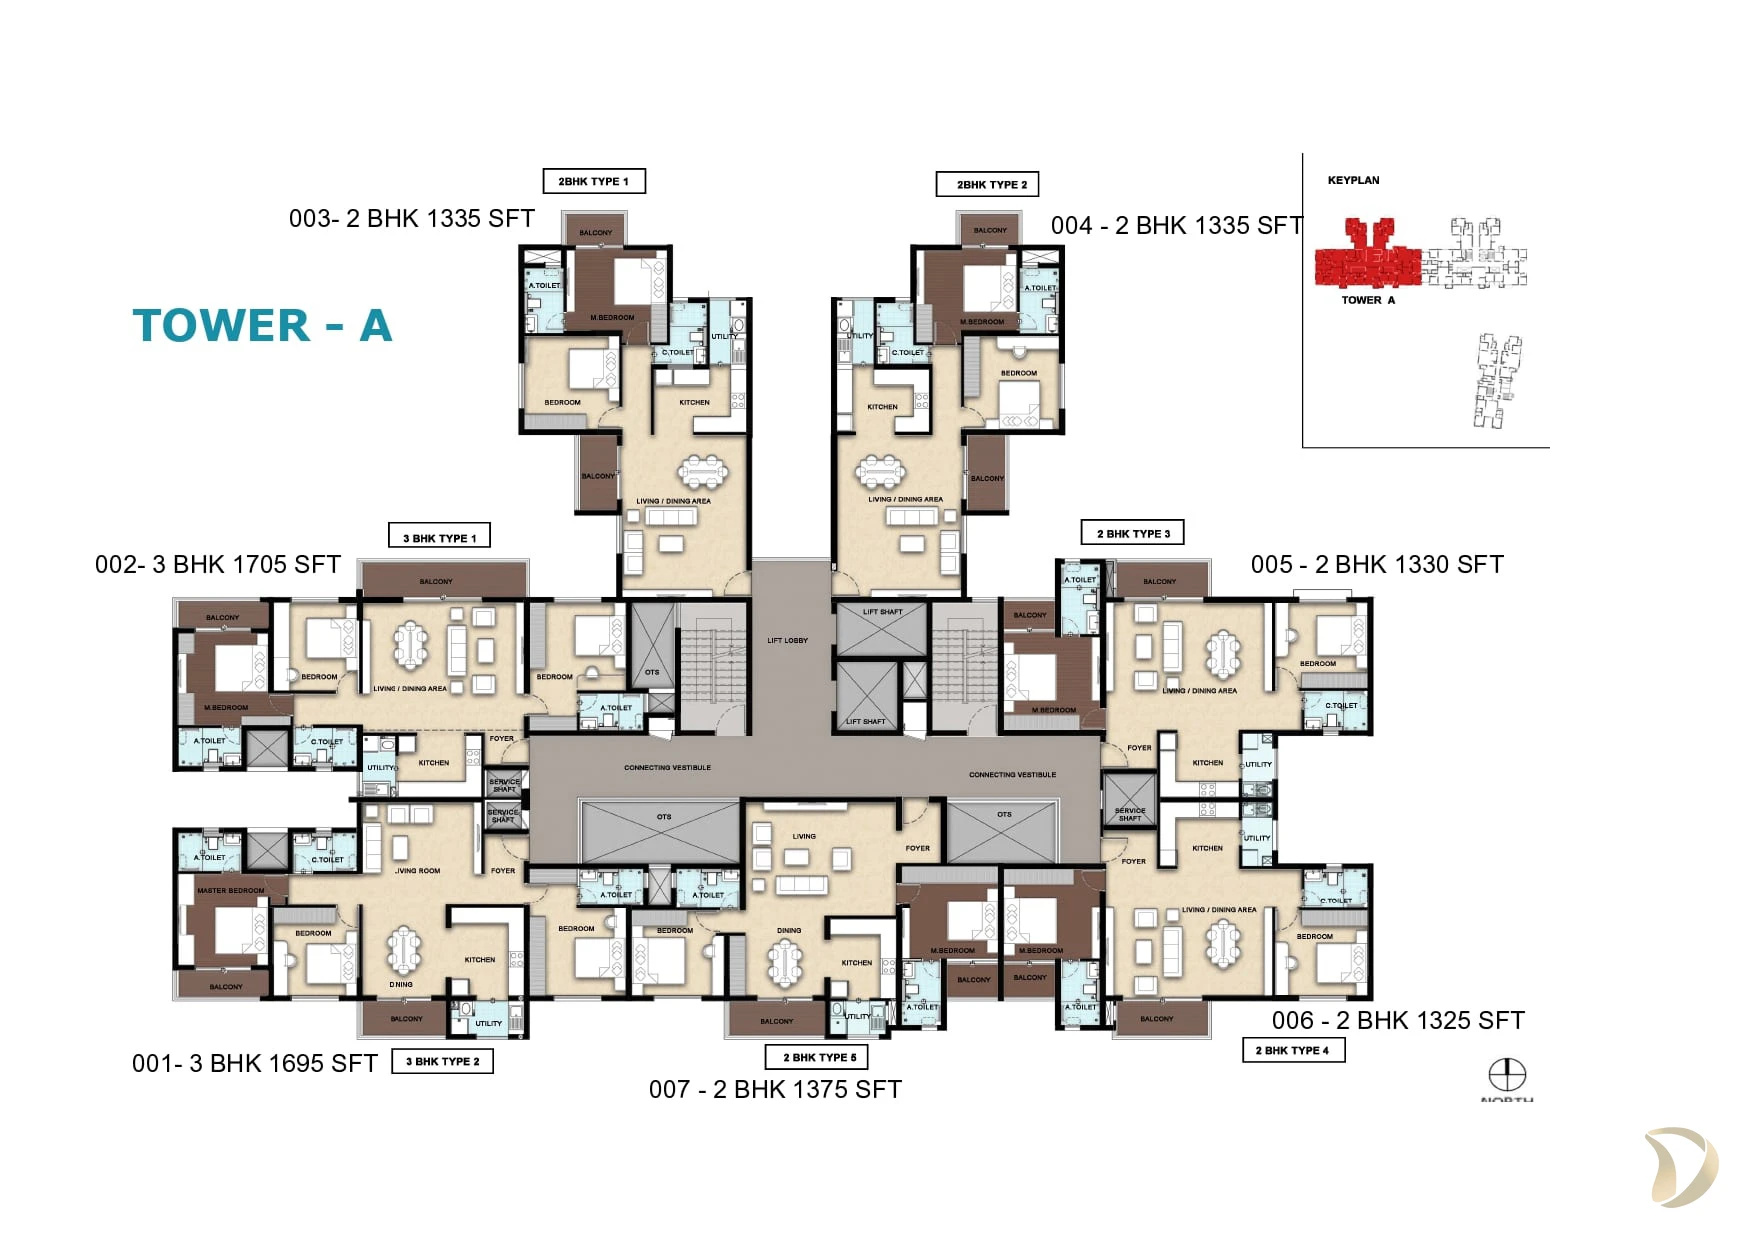 2BHK TYPE 1
2BHK TYPE 2
KEYPLAN
TOWER A
003- 2 BHK 1335 SFT
004 - 2 BHK 1335 SFT
TOWER – A
BALCONY
A.TOILET
M.BEDROOM
C.TOILET
UTILITY
BEDROOM
KITCHEN
BALCONY
LIVING / DINING AREA
BALCONY
A.TOILET
M.BEDROOM
UTILITY
C.TOILET
BEDROOM
KITCHEN
BALCONY
LIVING / DINING AREA
3 BHK TYPE 1
002- 3 BHK 1705 SFT
BALCONY
BALCONY
BEDROOM
LIVING / DINING AREA
BEDROOM
M.BEDROOM
A.TOILET
A.TOILET
C.TOILET
UTILITY
KITCHEN
FOYER
SERVICE
SHAFT
OTS
LIFT LOBBY
LIFT SHAFT
LIFT SHAFT
CONNECTING VESTIBULE
CONNECTING VESTIBULE
2 BHK TYPE 3
005 - 2 BHK 1330 SFT
A.TOILET
BALCONY
BALCONY
BEDROOM
LIVING / DINING AREA
M.BEDROOM
C.TOILET
FOYER
KITCHEN
UTILITY
SERVICE
SHAFT
SERVICE
SHAFT
OTS
OTS
A.TOILET
C.TOILET
LIVING ROOM
FOYER
MASTER BEDROOM
A.TOILET
BEDROOM
BEDROOM
KITCHEN
DINING
BALCONY
BALCONY
UTILITY
001- 3 BHK 1695 SFT
3 BHK TYPE 2
LIVING
FOYER
A.TOILET
BEDROOM
DINING
M.BEDROOM
KITCHEN
BALCONY
A.TOILET
BALCONY
UTILITY
2 BHK TYPE 5
007 - 2 BHK 1375 SFT
UTILITY
KITCHEN
FOYER
C.TOILET
LIVING / DINING AREA
BEDROOM
M.BEDROOM
BALCONY
A.TOILET
BALCONY
006 - 2 BHK 1325 SFT
2 BHK TYPE 4
NORTH